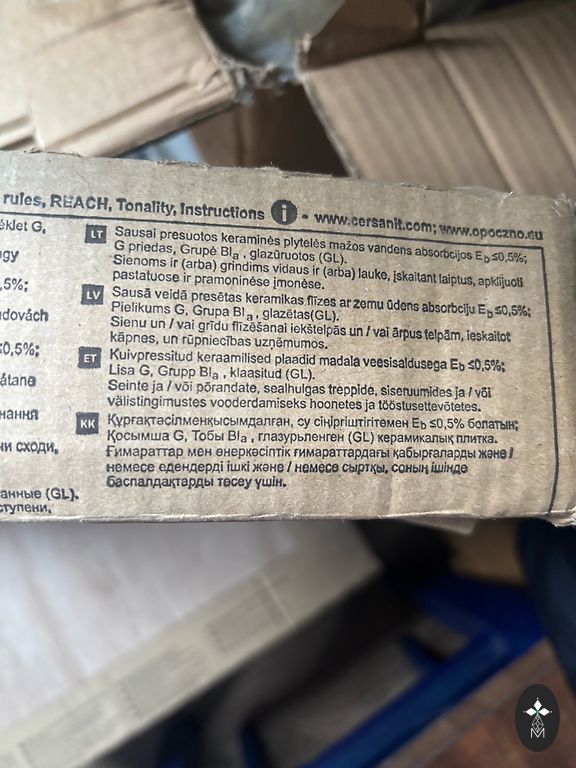 rules, REACH, Tonality, Instructions i - www.cersanit.com; www.opoczno.eu
LT Sausai presuotos keraminės plytelės mažos vandens absorbcijos Eb ≤0,5%;
G priedas, Grupė BIa , glazūruotos (GL).
Sienoms ir (arba) grindims vidaus ir (arba) lauke, įskaitant laiptus, apklijuoti
pastatuose ir pramoninėse įmonėse.
LV Sausā veidā presētas keramikas flīzes ar zemu ūdens absorbciju Eb ≤0,5%;
Pielikums G, Grupa BIa , glazētas(GL).
Sienu un / vai grīdu flīzēšanai iekštelpās un / vai ārpus telpām, ieskaitot
kāpnes, un rūpniecības uzņēmumos.
ET Kuivpressitud keraamilised plaadid madala veesisaldusega Eb ≤0,5%;
Lisa G, Grupp BIa , klaasitud (GL).
Seinte ja / või põrandate, sealhulgas treppide, siseruumides ja / või
välistingimustes vooderdamiseks hoonetes ja tööstusettevõtetes.
KK Құрғақтәсілменқысымдалған, су сіңіргіштігітемен Eb ≤0,5% болатын;
Қосымша G, Тобы BIa , глазурьленген (GL) керамикалық плитка.
Ғимараттар мен өнеркәсіптік ғимараттардағы қабырғаларды және /
немесе едендерді ішкі және / немесе сыртқы, соның ішінде
баспалдақтарды төсеу үшін.
éklet G,
agy
,5%;
adovách
≤0,5%;
átane
нания
ни сходи,
анные (GL).
ступени,
M